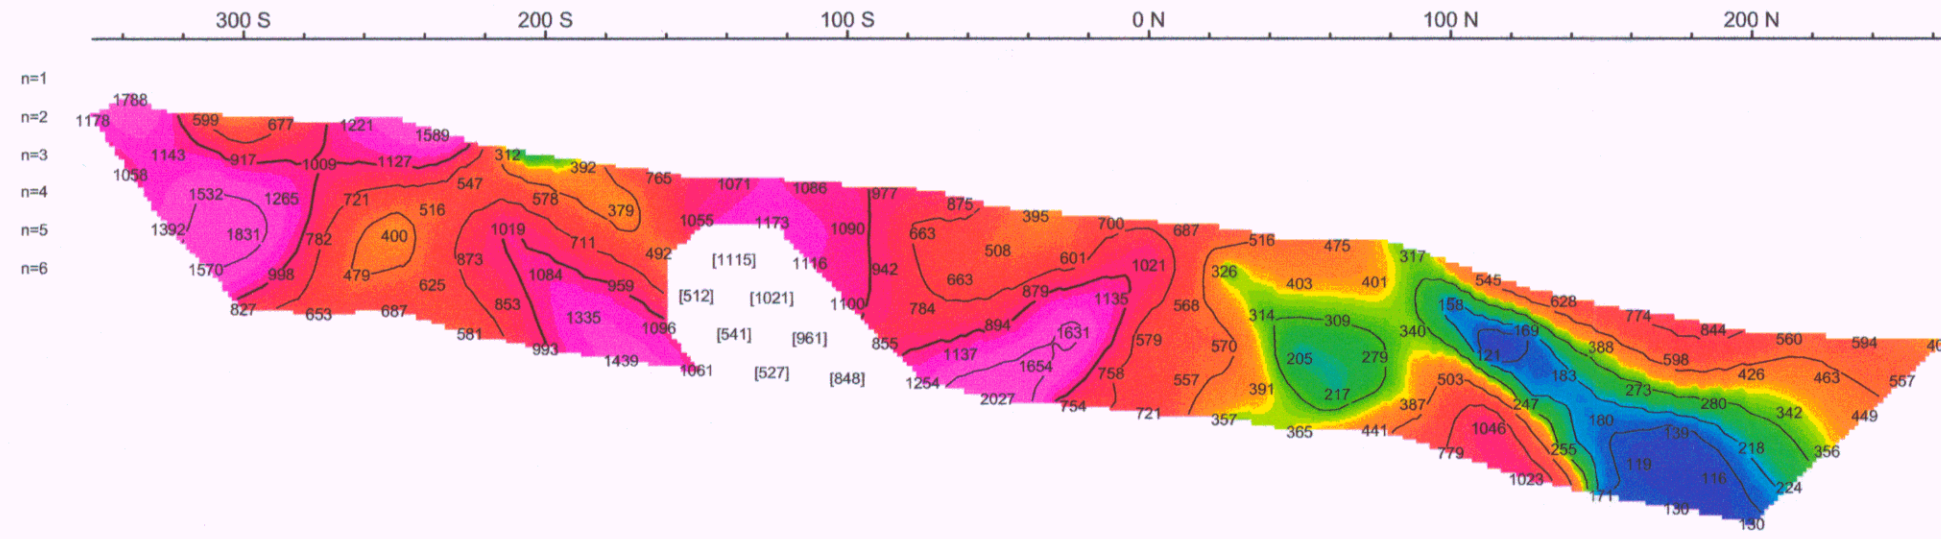 300 S 200 S 100 S 0 N 100 N 200 N
n=1
1788
n=2 1178 599 677 1221 1589
n=3 1143 917 1009 1127 312 392
1058 547 765 1071 1086 977
n=4 1532 1265 721 516 578 379 875 395
n=5 1392 1831 782 400 1019 711 1055 1173 1090 663 508 700 687 516 475 317
n=6 1570 998 479 873 1084 492 [1115] 1116 942 663 601 1021 326 403 401 545
827 653 687 625 853 959 [512] [1021] 1100 784 879 1135 568 314 309 158 628
581 993 1335 1096 [541] [961] 855 894 1631 579 570 340 169 774 844 560 594
1439 1061 [527] [848] 1137 1654 758 557 205 279 121 388 598 426 463 557
1254 2027 754 721 391 217 387 503 183 273 280 342 449
357 365 441 1046 247 180 139 218 356
779 1023 255 171 119 116 224
130 130